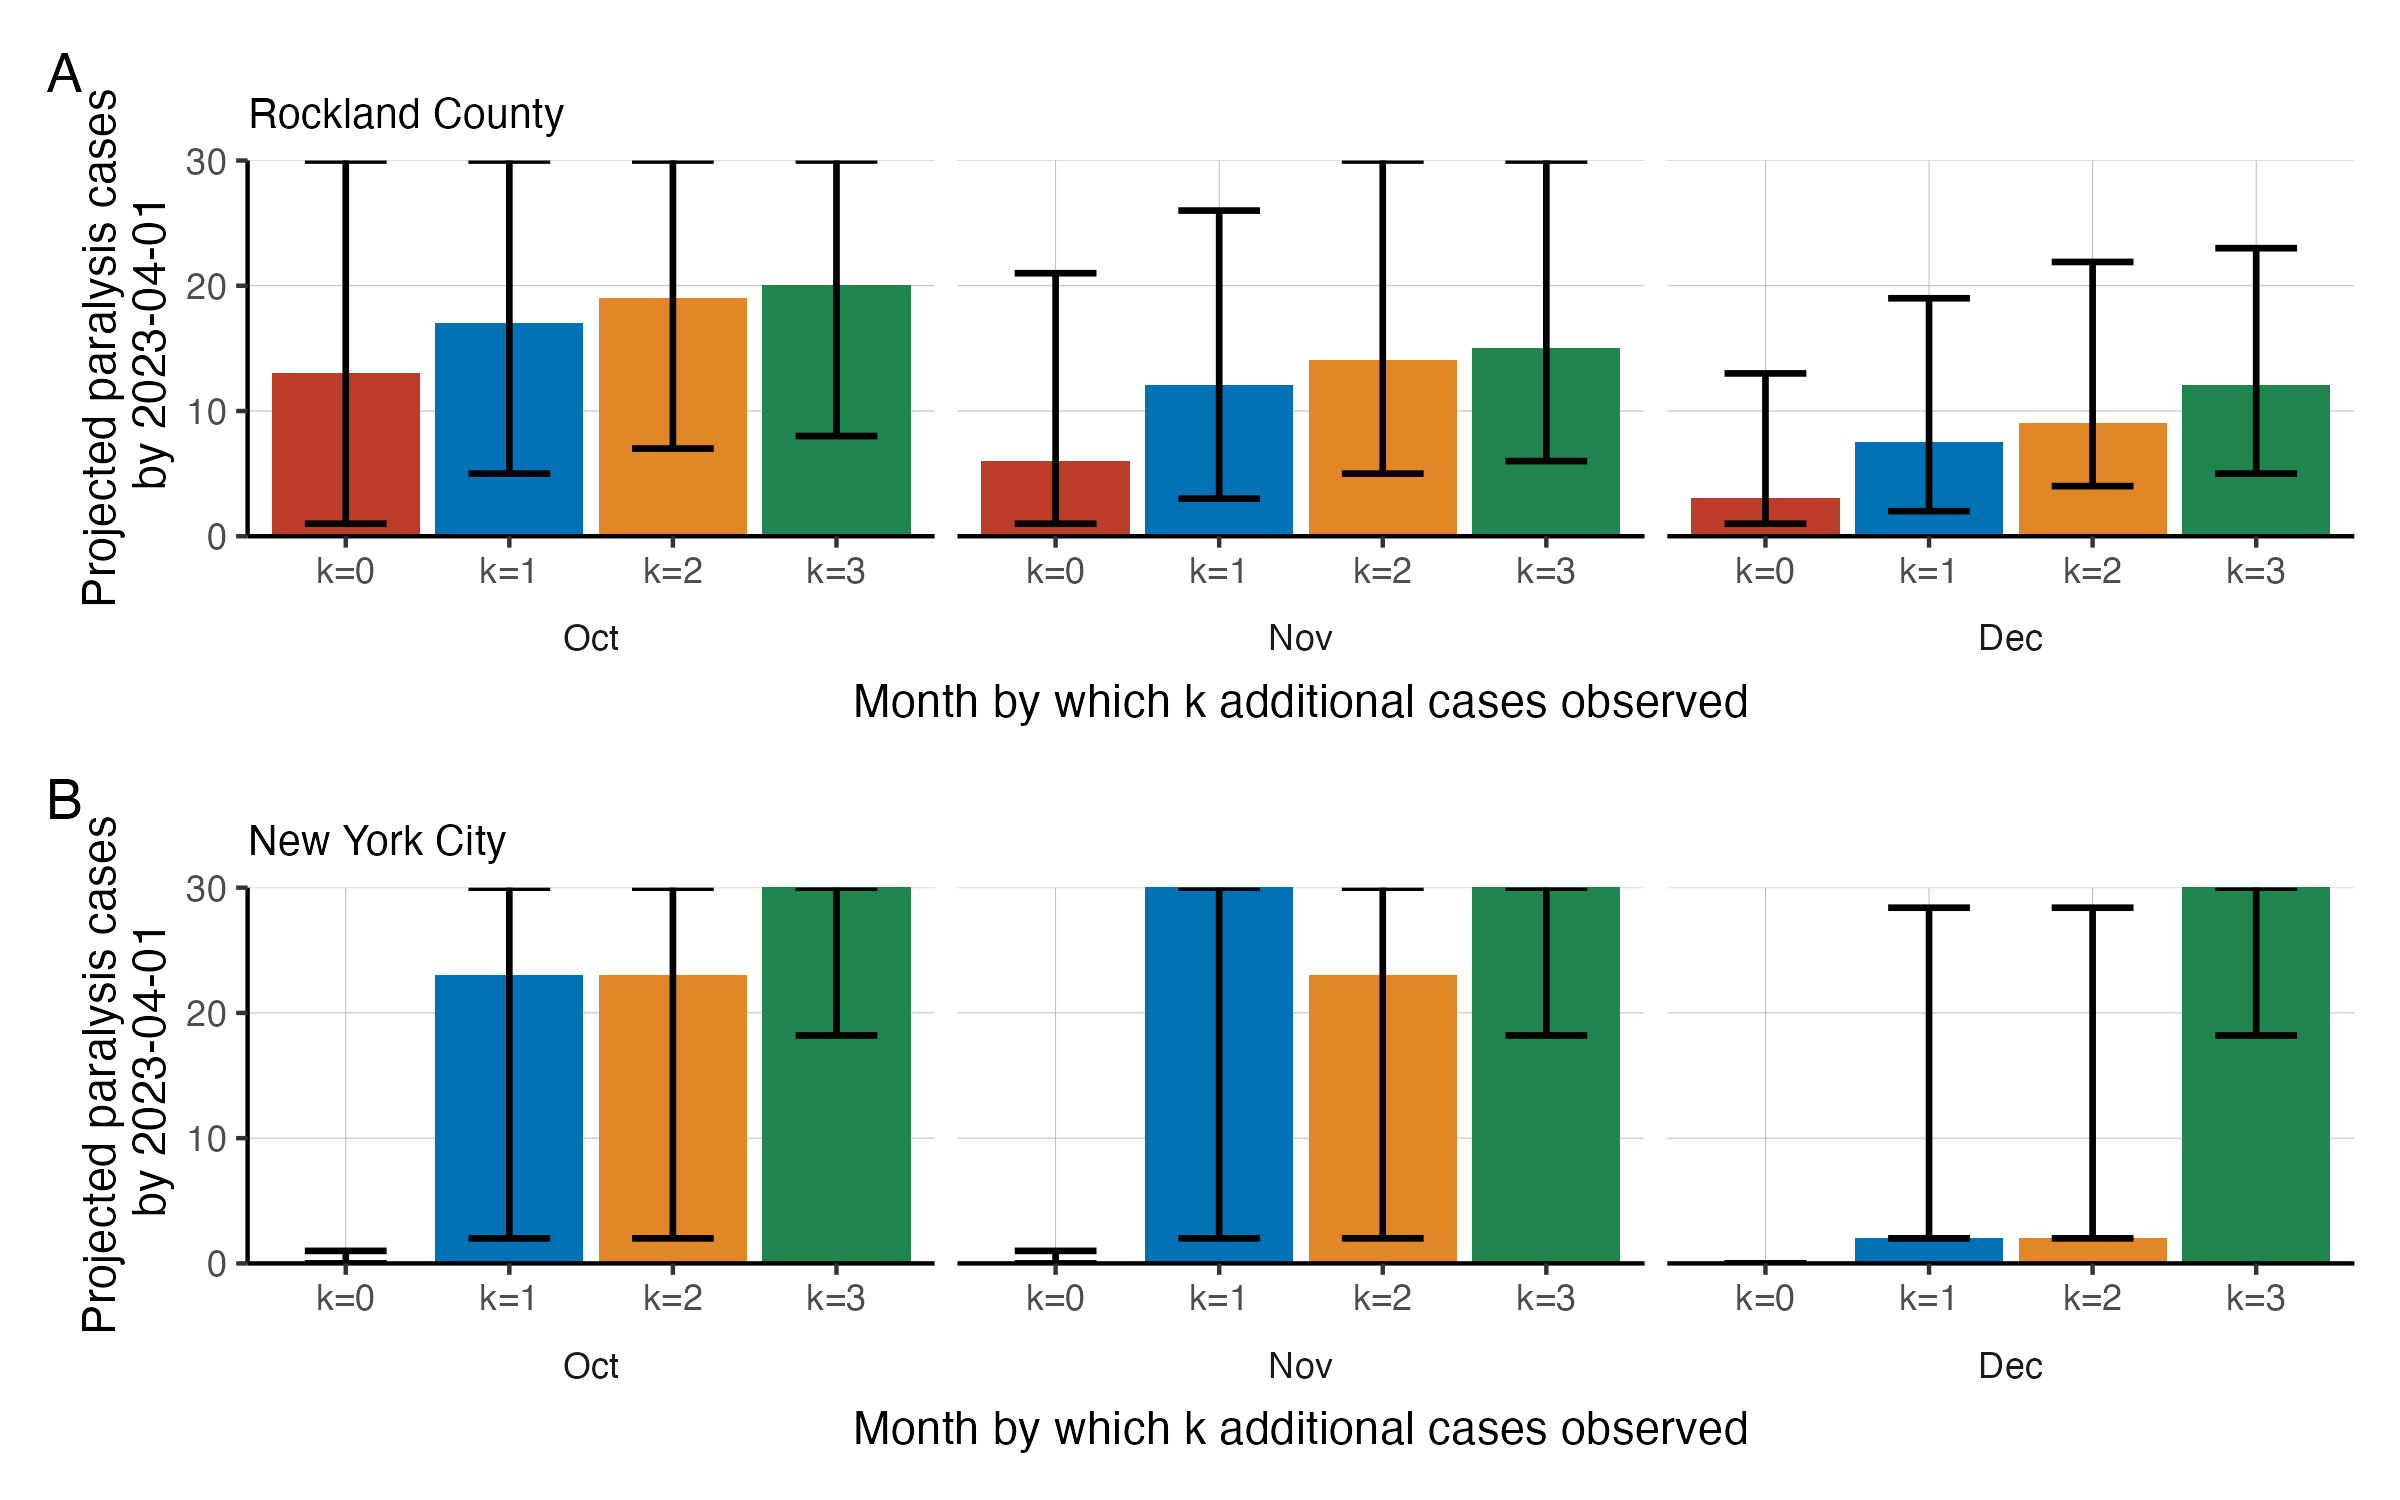 A
Rockland County
Projected paralysis cases
by 2023-04-01
30
20
10
0
k=0 k=1 k=2 k=3 k=0 k=1 k=2 k=3 k=0 k=1 k=2 k=3
Oct Nov Dec
Month by which k additional cases observed
B
New York City
Projected paralysis cases
by 2023-04-01
30
20
10
0
k=0 k=1 k=2 k=3 k=0 k=1 k=2 k=3 k=0 k=1 k=2 k=3
Oct Nov Dec
Month by which k additional cases observed